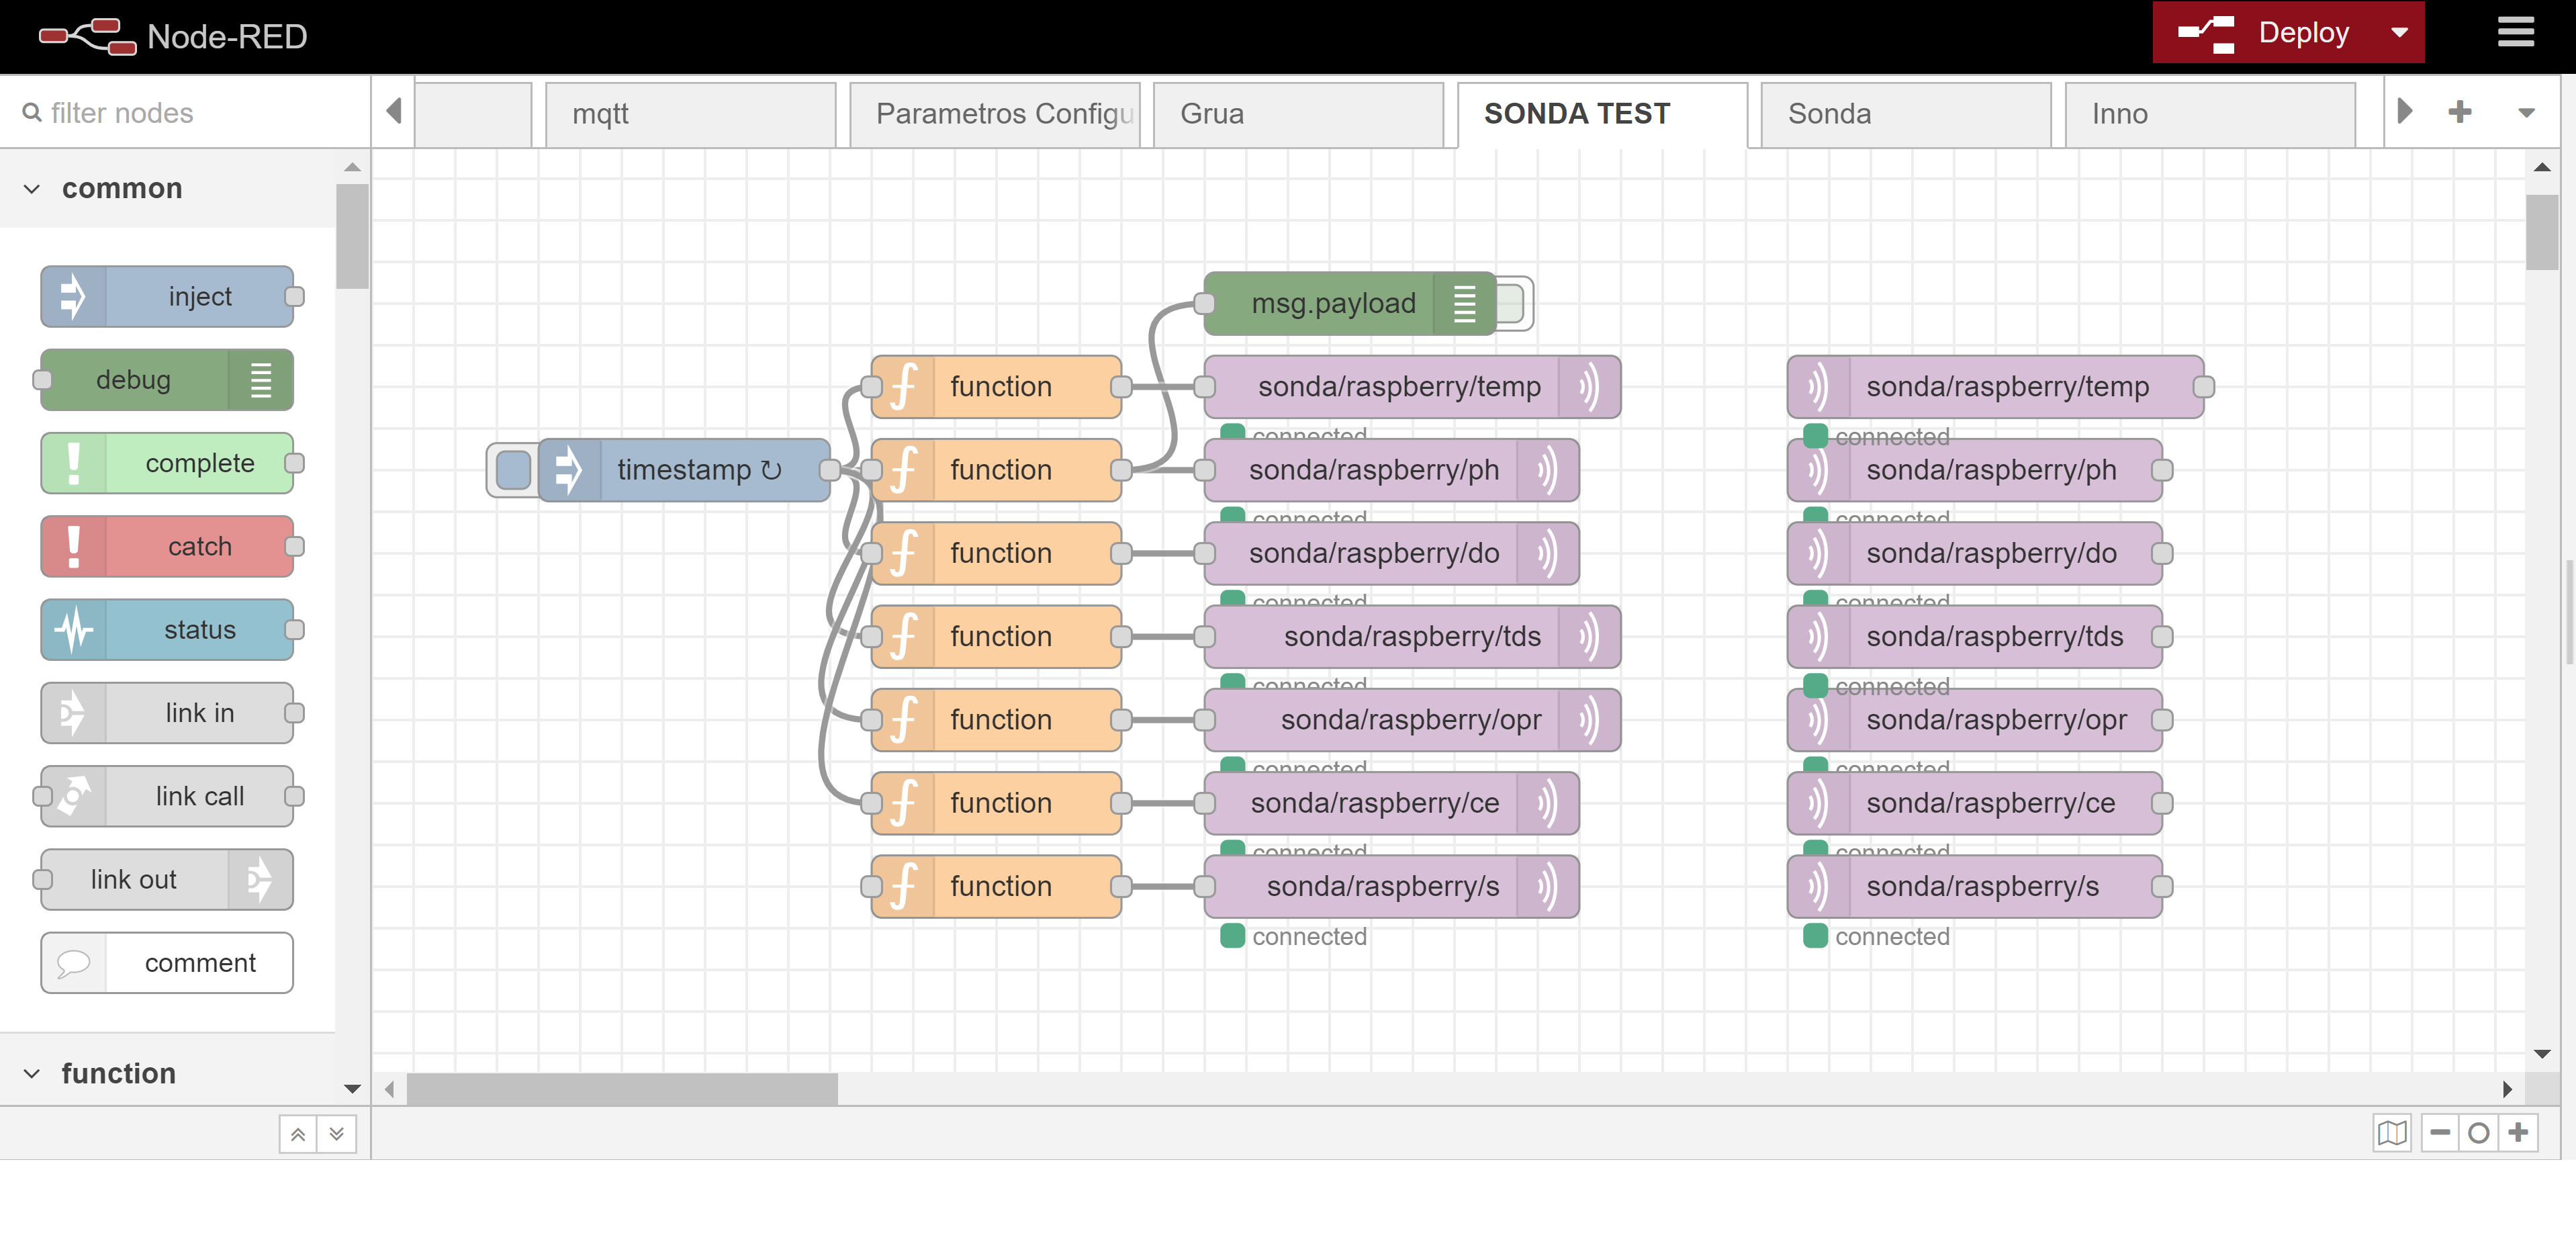 Node-RED
Deploy
filter nodes
mqtt
Parametros Configu
Grua
SONDA TEST
Sonda
Inno
common
inject
debug
complete
catch
status
link in
link call
link out
comment
function
msg.payload
timestamp ↻
function
sonda/raspberry/temp
connected
function
sonda/raspberry/ph
connected
function
sonda/raspberry/do
connected
function
sonda/raspberry/tds
connected
function
sonda/raspberry/opr
connected
function
sonda/raspberry/ce
connected
function
sonda/raspberry/s
connected
sonda/raspberry/temp
connected
sonda/raspberry/ph
connected
sonda/raspberry/do
connected
sonda/raspberry/tds
connected
sonda/raspberry/opr
connected
sonda/raspberry/ce
connected
sonda/raspberry/s
connected